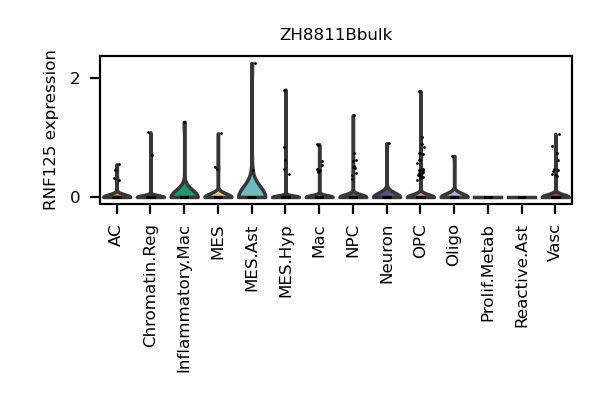 ZH8811Bbulk
RNF125 expression
2
0
AC
Chromatin.Reg
Inflammatory.Mac
MES
MES.Ast
MES.Hyp
Mac
NPC
Neuron
OPC
Oligo
Prolif.Metab
Reactive.Ast
Vasc